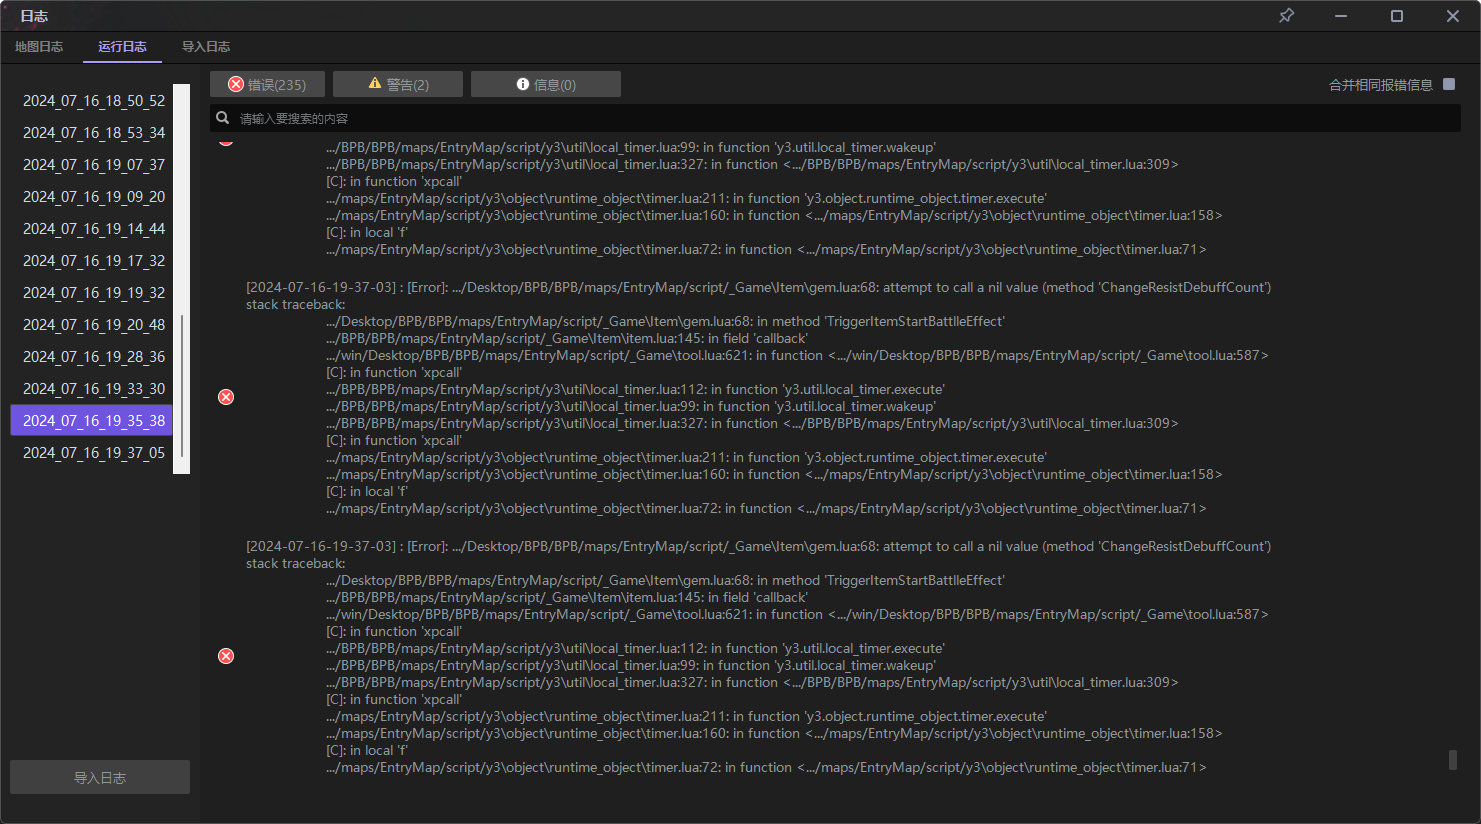 日志
地图日志 运行日志 导入日志
错误(235) 警告(2) 信息(0) 合并相同报错信息
请输入要搜索的内容
2024_07_16_18_50_52
2024_07_16_18_53_34
2024_07_16_19_07_37
2024_07_16_19_09_20
2024_07_16_19_14_44
2024_07_16_19_17_32
2024_07_16_19_19_32
2024_07_16_19_20_48
2024_07_16_19_28_36
2024_07_16_19_33_30
2024_07_16_19_35_38
2024_07_16_19_37_05
导入日志
.../BPB/BPB/maps/EntryMap/script/y3\util\local_timer.lua:99: in function 'y3.util.local_timer.wakeup'
.../BPB/BPB/maps/EntryMap/script/y3\util\local_timer.lua:327: in function <.../BPB/BPB/maps/EntryMap/script/y3\util\local_timer.lua:309>
[C]: in function 'xpcall'
.../maps/EntryMap/script/y3\object\runtime_object\timer.lua:211: in function 'y3.object.runtime_object.timer.execute'
.../maps/EntryMap/script/y3\object\runtime_object\timer.lua:160: in function <.../maps/EntryMap/script/y3\object\runtime_object\timer.lua:158>
[C]: in local 'f'
.../maps/EntryMap/script/y3\object\runtime_object\timer.lua:72: in function <.../maps/EntryMap/script/y3\object\runtime_object\timer.lua:71>
[2024-07-16-19-37-03] : [Error]: .../Desktop/BPB/BPB/maps/EntryMap/script/_Game\Item\gem.lua:68: attempt to call a nil value (method 'ChangeResistDebuffCount')
stack traceback:
.../Desktop/BPB/BPB/maps/EntryMap/script/_Game\Item\gem.lua:68: in method 'TriggerItemStartBattlleEffect'
.../BPB/BPB/maps/EntryMap/script/_Game\Item\item.lua:145: in field 'callback'
.../win/Desktop/BPB/BPB/maps/EntryMap/script/_Game\tool.lua:621: in function <.../win/Desktop/BPB/BPB/maps/EntryMap/script/_Game\tool.lua:587>
[C]: in function 'xpcall'
.../BPB/BPB/maps/EntryMap/script/y3\util\local_timer.lua:112: in function 'y3.util.local_timer.execute'
.../BPB/BPB/maps/EntryMap/script/y3\util\local_timer.lua:99: in function 'y3.util.local_timer.wakeup'
.../BPB/BPB/maps/EntryMap/script/y3\util\local_timer.lua:327: in function <.../BPB/BPB/maps/EntryMap/script/y3\util\local_timer.lua:309>
[C]: in function 'xpcall'
.../maps/EntryMap/script/y3\object\runtime_object\timer.lua:211: in function 'y3.object.runtime_object.timer.execute'
.../maps/EntryMap/script/y3\object\runtime_object\timer.lua:160: in function <.../maps/EntryMap/script/y3\object\runtime_object\timer.lua:158>
[C]: in local 'f'
.../maps/EntryMap/script/y3\object\runtime_object\timer.lua:72: in function <.../maps/EntryMap/script/y3\object\runtime_object\timer.lua:71>
[2024-07-16-19-37-03] : [Error]: .../Desktop/BPB/BPB/maps/EntryMap/script/_Game\Item\gem.lua:68: attempt to call a nil value (method 'ChangeResistDebuffCount')
stack traceback:
.../Desktop/BPB/BPB/maps/EntryMap/script/_Game\Item\gem.lua:68: in method 'TriggerItemStartBattlleEffect'
.../BPB/BPB/maps/EntryMap/script/_Game\Item\item.lua:145: in field 'callback'
.../win/Desktop/BPB/BPB/maps/EntryMap/script/_Game\tool.lua:621: in function <.../win/Desktop/BPB/BPB/maps/EntryMap/script/_Game\tool.lua:587>
[C]: in function 'xpcall'
.../BPB/BPB/maps/EntryMap/script/y3\util\local_timer.lua:112: in function 'y3.util.local_timer.execute'
.../BPB/BPB/maps/EntryMap/script/y3\util\local_timer.lua:99: in function 'y3.util.local_timer.wakeup'
.../BPB/BPB/maps/EntryMap/script/y3\util\local_timer.lua:327: in function <.../BPB/BPB/maps/EntryMap/script/y3\util\local_timer.lua:309>
[C]: in function 'xpcall'
.../maps/EntryMap/script/y3\object\runtime_object\timer.lua:211: in function 'y3.object.runtime_object.timer.execute'
.../maps/EntryMap/script/y3\object\runtime_object\timer.lua:160: in function <.../maps/EntryMap/script/y3\object\runtime_object\timer.lua:158>
[C]: in local 'f'
.../maps/EntryMap/script/y3\object\runtime_object\timer.lua:72: in function <.../maps/EntryMap/script/y3\object\runtime_object\timer.lua:71>